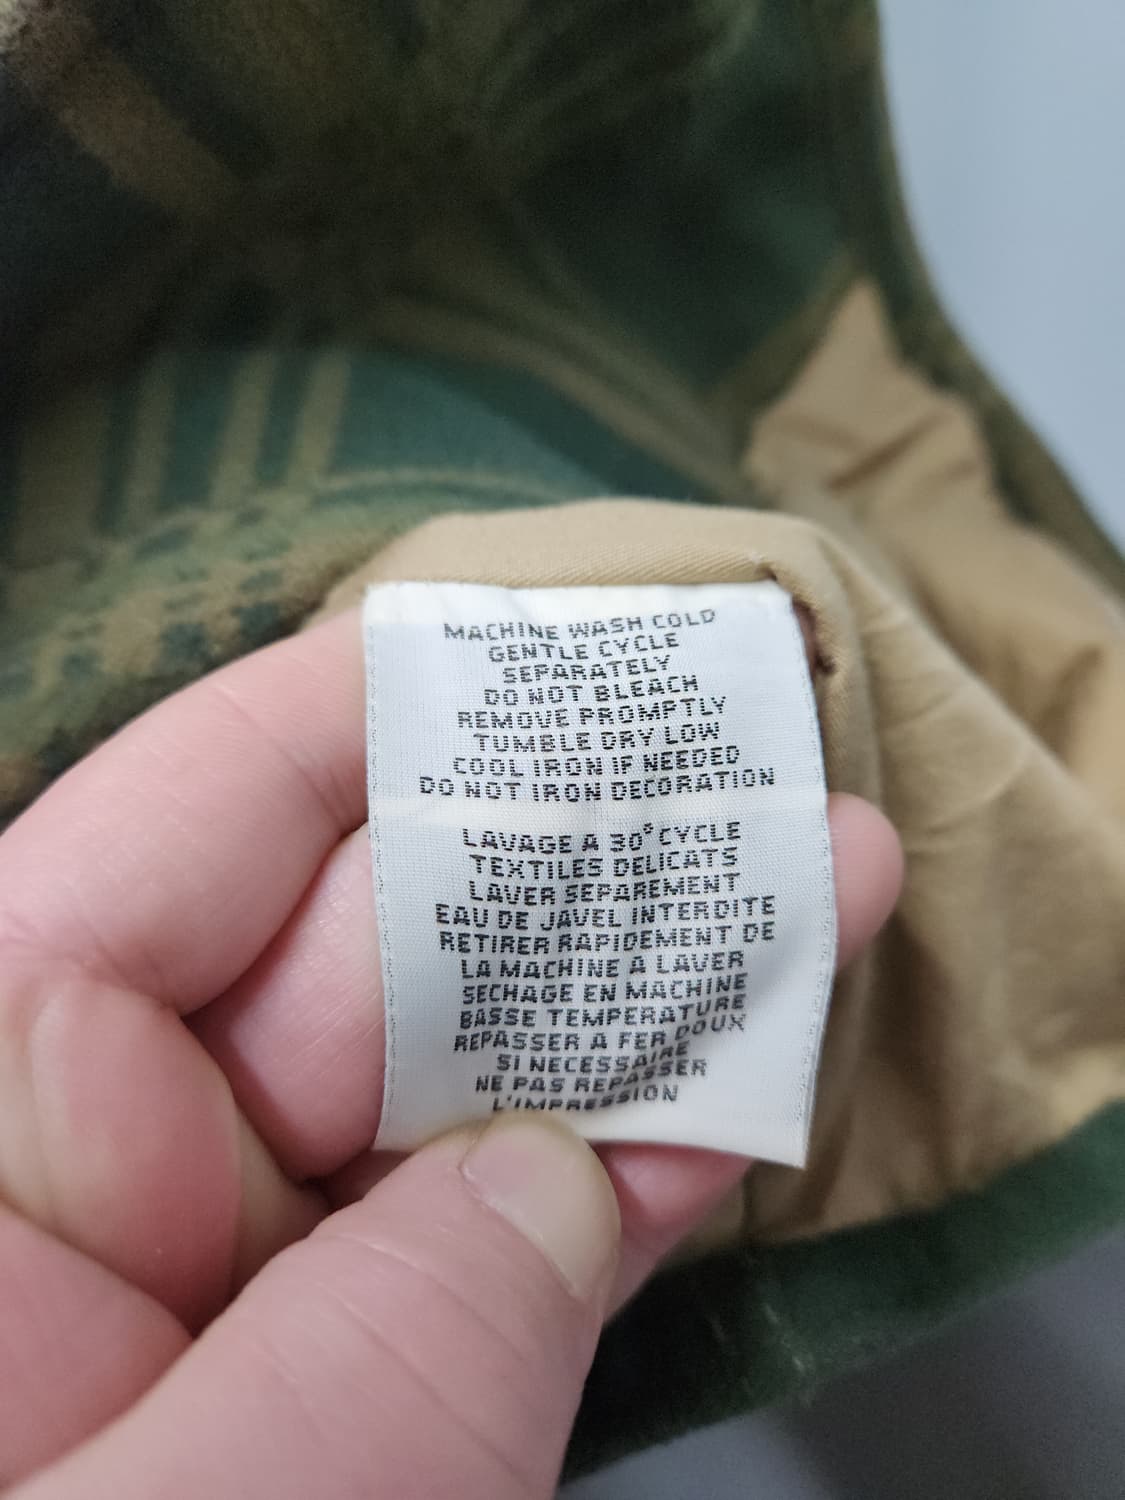 MACHINE WASH COLD
GENTLE CYCLE
SEPARATELY
DO NOT BLEACH
REMOVE PROMPTLY
TUMBLE DRY LOW
COOL IRON IF NEEDED
DO NOT IRON DECORATION
LAVAGE A 30° CYCLE
TEXTILES DELICATS
LAVER SEPAREMENT
EAU DE JAVEL INTERDITE
RETIRER RAPIDEMENT DE
LA MACHINE A LAVER
SECHAGE EN MACHINE
BASSE TEMPERATURE
REPASSER A FER DOUX
SI NECESSAIRE
NE PAS REPASSER
L'IMPRESSION